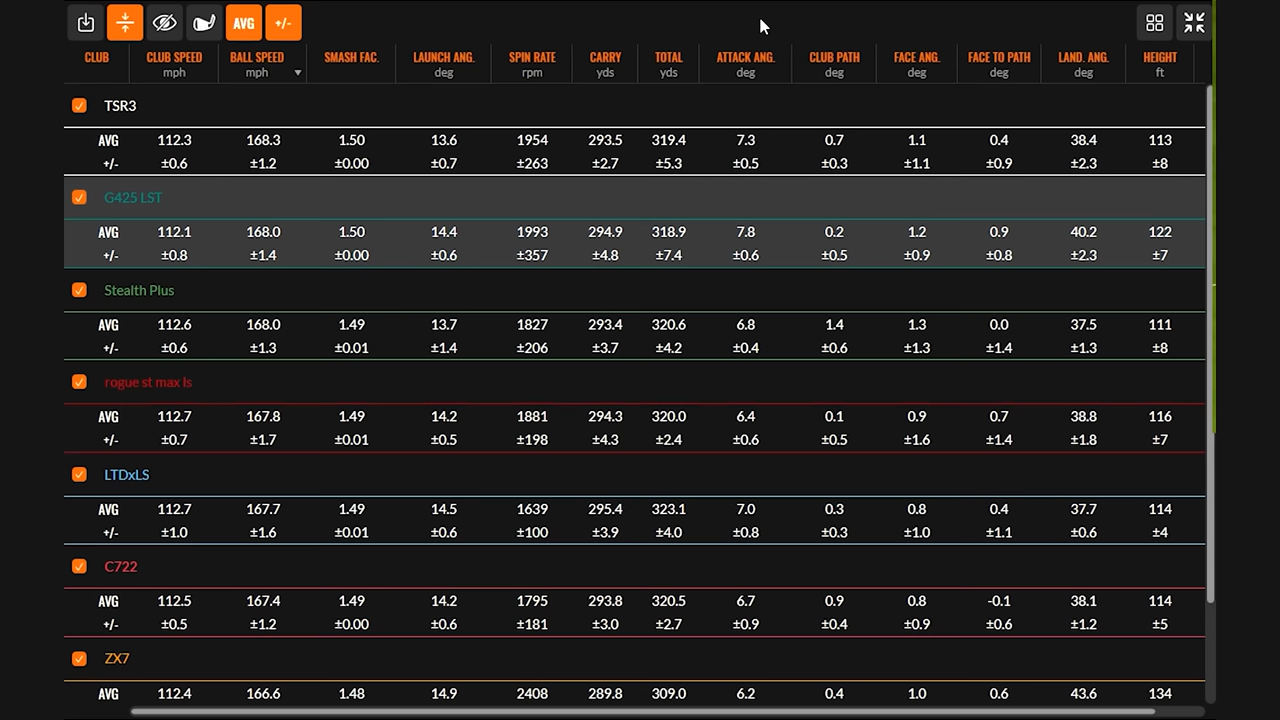 AVG +/-
CLUB CLUB SPEED BALL SPEED SMASH FAC. LAUNCH ANG. SPIN RATE CARRY TOTAL ATTACK ANG. CLUB PATH FACE ANG. FACE TO PATH LAND. ANG. HEIGHT
mph mph deg rpm yds yds deg deg deg deg deg ft
TSR3
AVG 112.3 168.3 1.50 13.6 1954 293.5 319.4 7.3 0.7 1.1 0.4 38.4 113
+/- ±0.6 ±1.2 ±0.00 ±0.7 ±263 ±2.7 ±5.3 ±0.5 ±0.3 ±1.1 ±0.9 ±2.3 ±8
G425 LST
AVG 112.1 168.0 1.50 14.4 1993 294.9 318.9 7.8 0.2 1.2 0.9 40.2 122
+/- ±0.8 ±1.4 ±0.00 ±0.6 ±357 ±4.8 ±7.4 ±0.6 ±0.5 ±0.9 ±0.8 ±2.3 ±7
Stealth Plus
AVG 112.6 168.0 1.49 13.7 1827 293.4 320.6 6.8 1.4 1.3 0.0 37.5 111
+/- ±0.6 ±1.3 ±0.01 ±1.4 ±206 ±3.7 ±4.2 ±0.4 ±0.6 ±1.3 ±1.4 ±1.3 ±8
rogue st max ls
AVG 112.7 167.8 1.49 14.2 1881 294.3 320.0 6.4 0.1 0.9 0.7 38.8 116
+/- ±0.7 ±1.7 ±0.01 ±0.5 ±198 ±4.3 ±2.4 ±0.6 ±0.5 ±1.6 ±1.4 ±1.8 ±7
LTDxLS
AVG 112.7 167.7 1.49 14.5 1639 295.4 323.1 7.0 0.3 0.8 0.4 37.7 114
+/- ±1.0 ±1.6 ±0.01 ±0.6 ±100 ±3.9 ±4.0 ±0.8 ±0.3 ±1.0 ±1.1 ±0.6 ±4
C722
AVG 112.5 167.4 1.49 14.2 1795 293.8 320.5 6.7 0.9 0.8 -0.1 38.1 114
+/- ±0.5 ±1.2 ±0.00 ±0.6 ±181 ±3.0 ±2.7 ±0.9 ±0.4 ±0.9 ±0.6 ±1.2 ±5
ZX7
AVG 112.4 166.6 1.48 14.9 2408 289.8 309.0 6.2 0.4 1.0 0.6 43.6 134